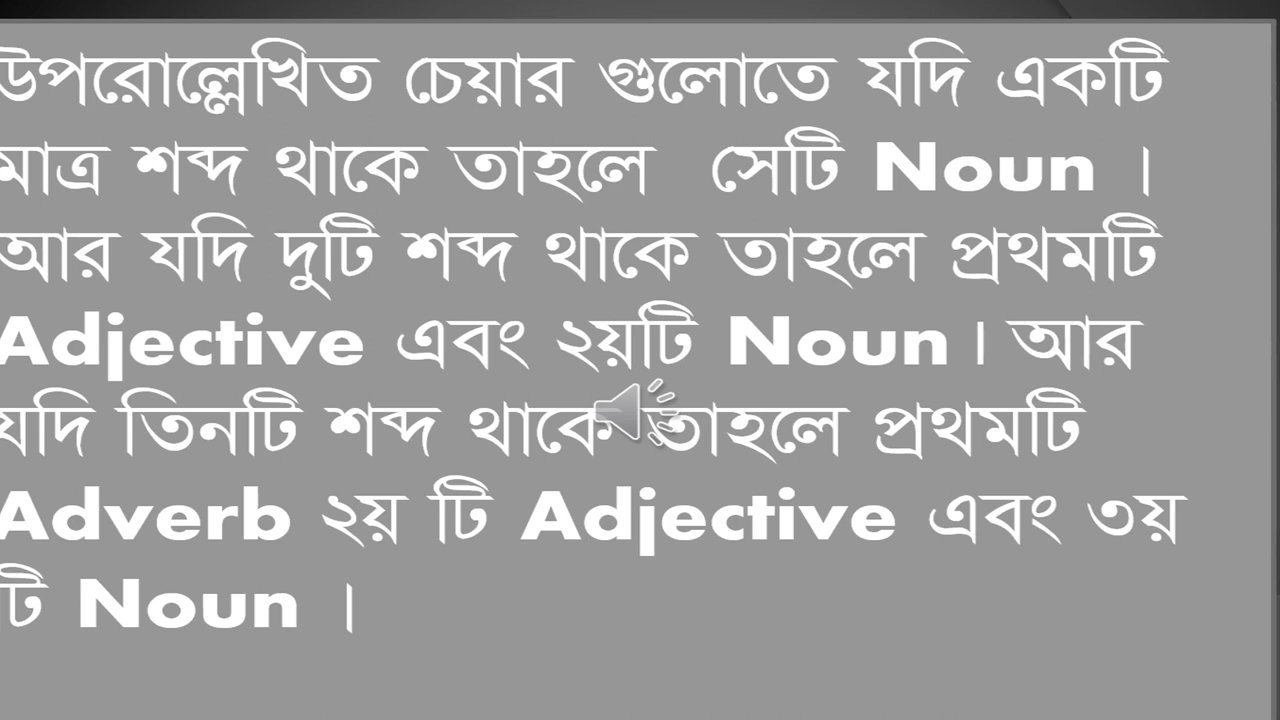 উপরোল্লেখিত চেয়ার গুলোতে যদি একটি
মাত্র শব্দ থাকে তাহলে সেটি Noun ।
আর যদি দুটি শব্দ থাকে তাহলে প্রথমটি
Adjective এবং ২য়টি Noun। আর
যদি তিনটি শব্দ থাকে তাহলে প্রথমটি
Adverb ২য় টি Adjective এবং ৩য়
টি Noun ।